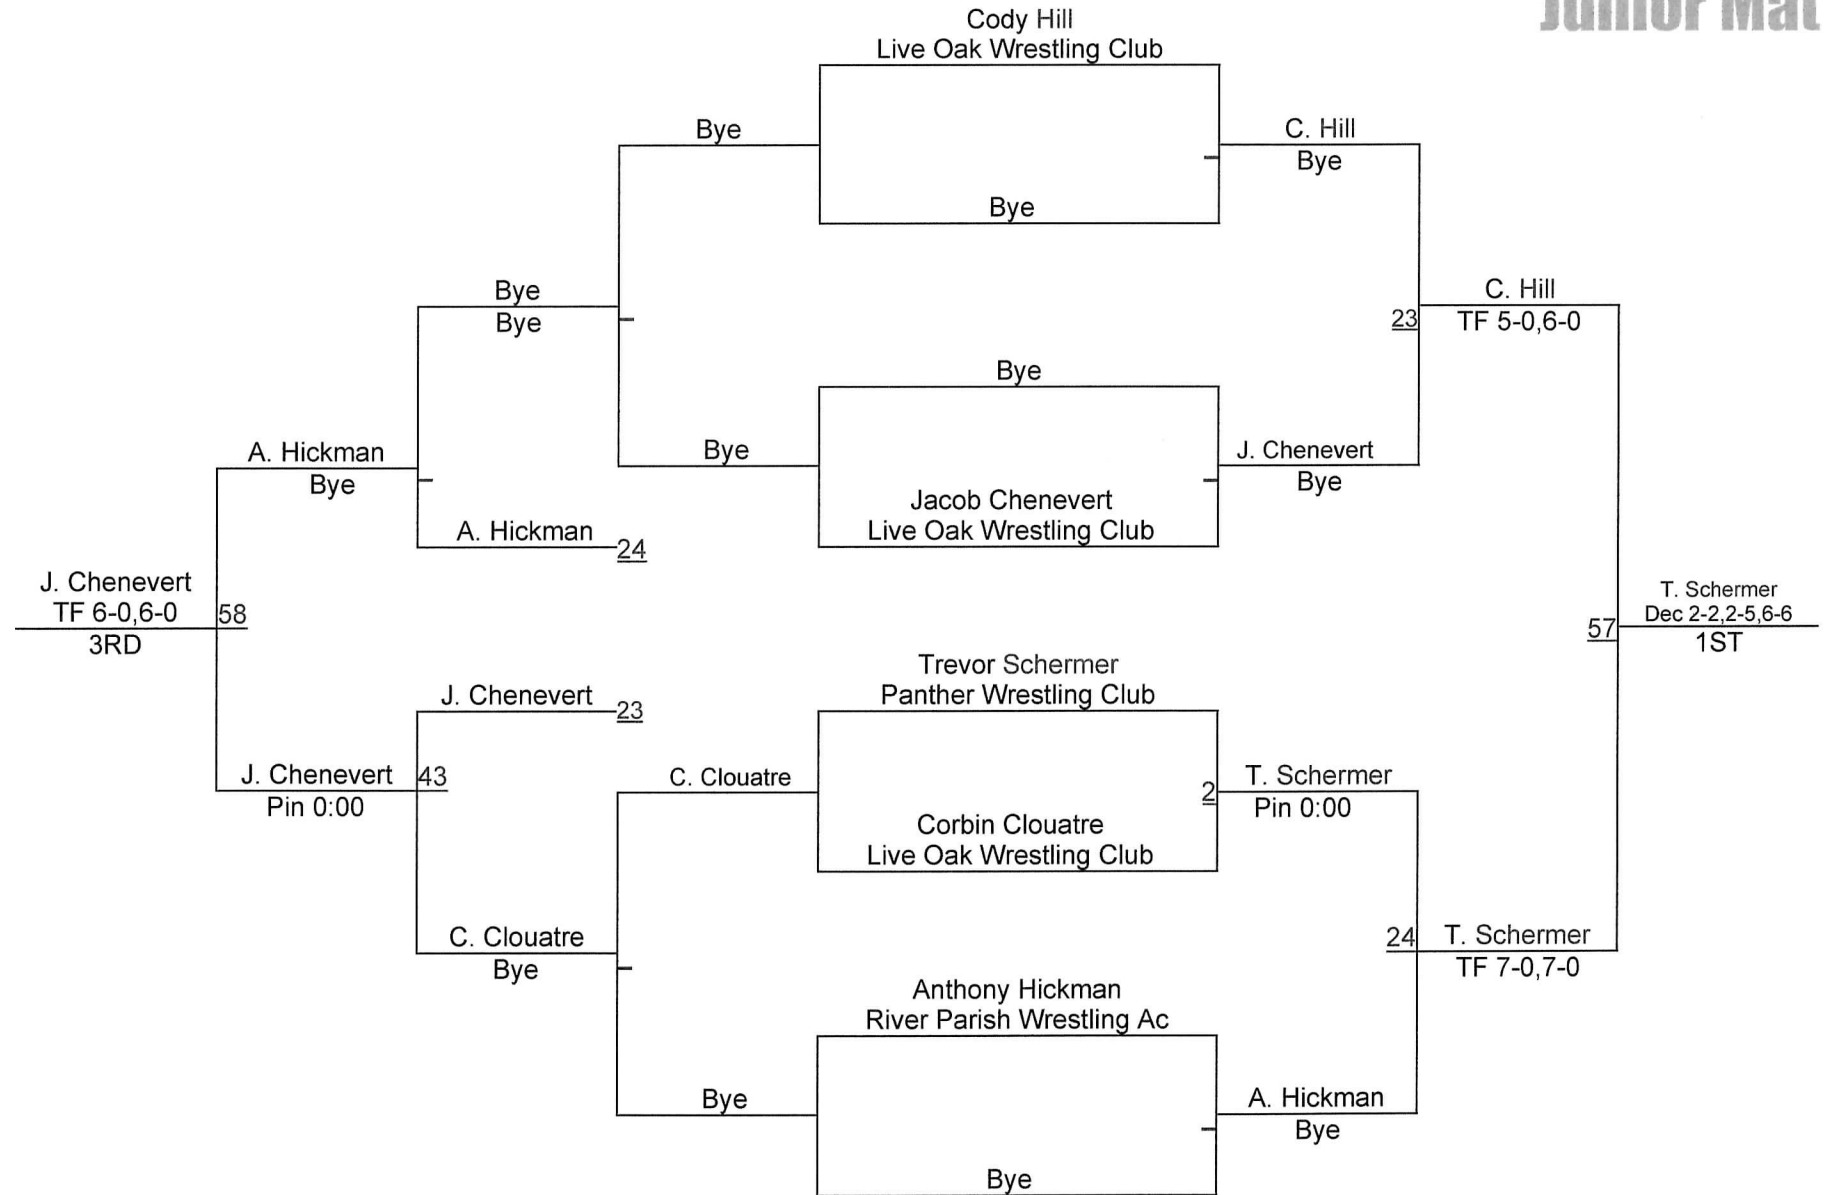 Junior Mat
Cody Hill
Live Oak Wrestling Club
Bye
C. Hill
Bye
Bye
Bye
Bye
C. Hill
23
TF 5-0,6-0
Bye
A. Hickman
Bye
Bye
J. Chenevert
Bye
Jacob Chenevert
Live Oak Wrestling Club
A. Hickman
24
J. Chenevert
TF 6-0,6-0
58
3RD
T. Schermer
Dec 2-2,2-5,6-6
57
1ST
Trevor Schermer
Panther Wrestling Club
J. Chenevert
23
J. Chenevert
43
Pin 0:00
C. Clouatre
2
T. Schermer
Pin 0:00
Corbin Clouatre
Live Oak Wrestling Club
C. Clouatre
Bye
24
T. Schermer
TF 7-0,7-0
Anthony Hickman
River Parish Wrestling Ac
Bye
A. Hickman
Bye
Bye